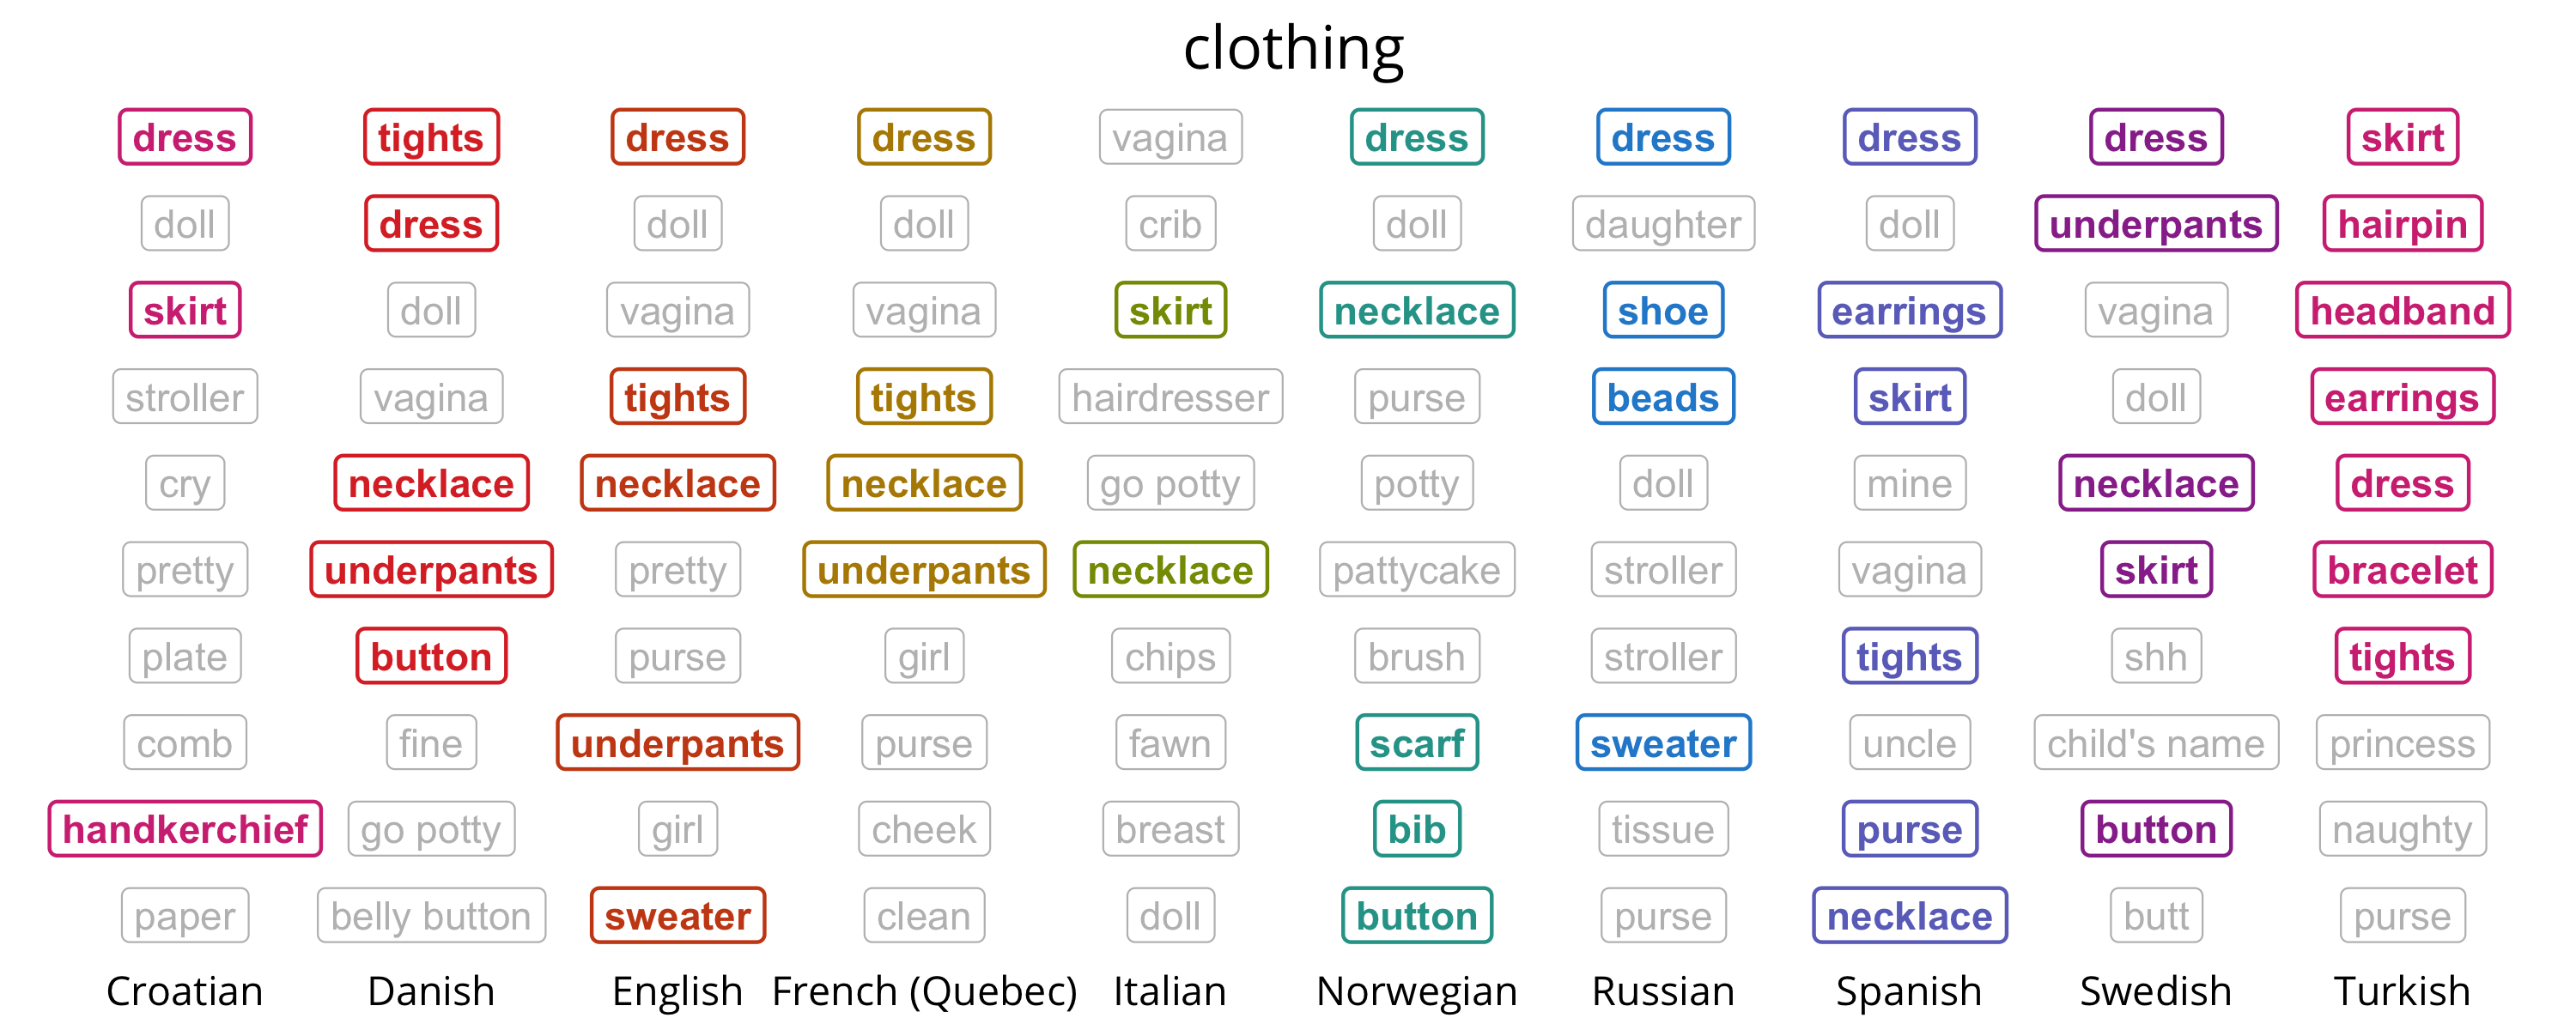 clothing
dress tights dress dress vagina dress dress dress dress skirt
doll dress doll doll crib doll daughter doll underpants hairpin
skirt doll vagina vagina skirt necklace shoe earrings vagina headband
stroller vagina tights tights hairdresser purse beads skirt doll earrings
cry necklace necklace necklace go potty potty doll mine necklace dress
pretty underpants pretty underpants necklace pattycake stroller vagina skirt bracelet
plate button purse girl chips brush stroller tights shh tights
comb fine underpants purse fawn scarf sweater uncle child's name princess
handkerchief go potty girl cheek breast bib tissue purse button naughty
paper belly button sweater clean doll button purse necklace butt purse
Croatian Danish English French (Quebec) Italian Norwegian Russian Spanish Swedish Turkish